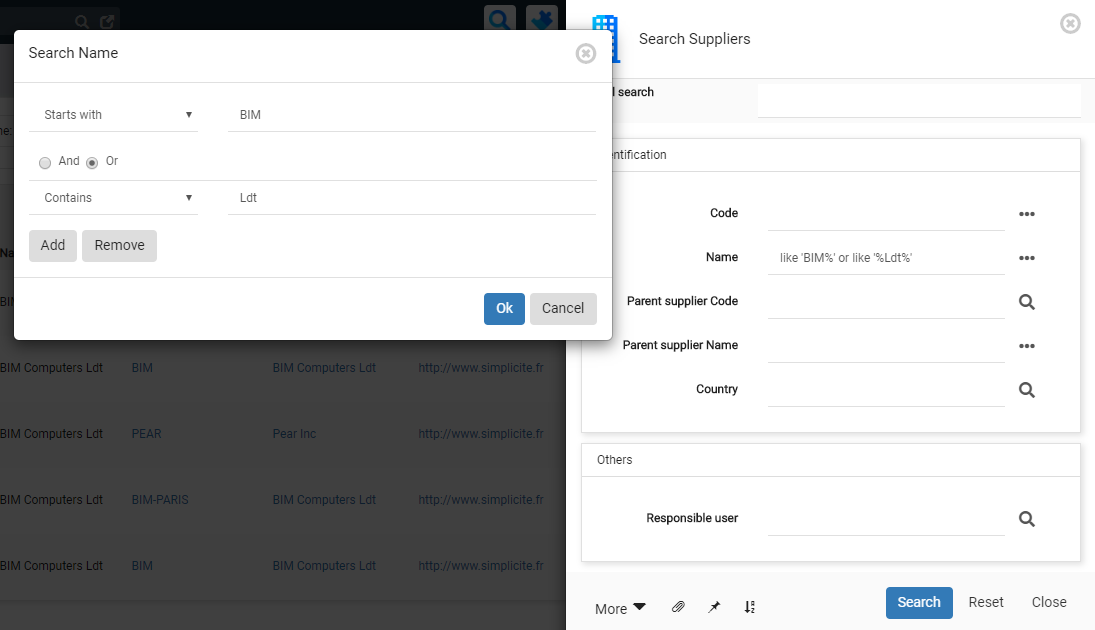 Search Name
Starts with BIM
And Or
Contains Ldt
Add Remove
Ok Cancel
BIM Computers Ldt BIM BIM Computers Ldt http://www.simplicite.fr
BIM Computers Ldt PEAR Pear Inc http://www.simplicite.fr
BIM Computers Ldt BIM-PARIS BIM Computers Ldt http://www.simplicite.fr
BIM Computers Ldt BIM BIM Computers Ldt http://www.simplicite.fr
Search Suppliers
search
Code
Name like 'BIM%' or like '%Ldt%'
Parent supplier Code
Parent supplier Name
Country
Others
Responsible user
More
Search Reset Close